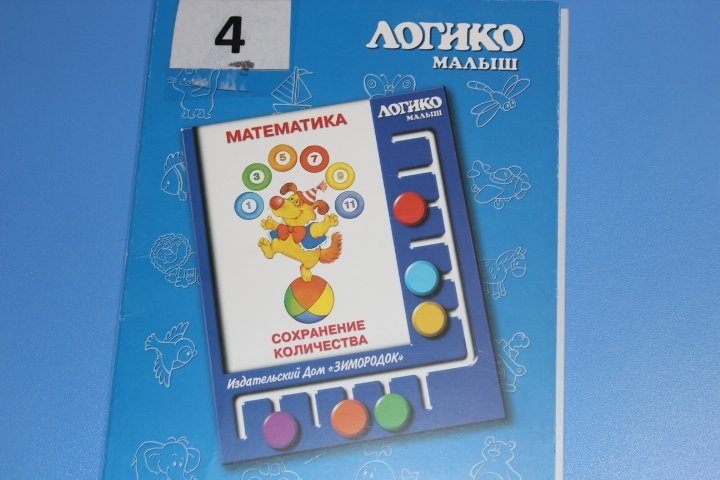 4
ЛОГИКО
МАЛЫШ
ЛОГИКО
МАЛЫШ
МАТЕМАТИКА
1
3
5
7
9
11
СОХРАНЕНИЕ
КОЛИЧЕСТВА
Издательский Дом «ЗИМОРОДОК»